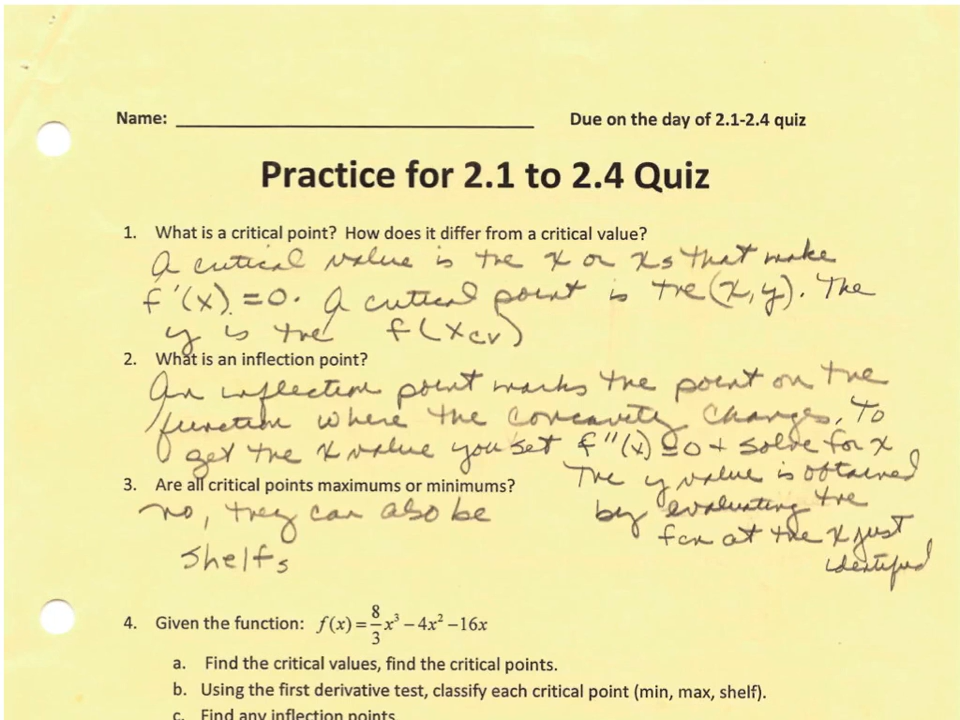 Name: Due on the day of 2.1-2.4 quiz
Practice for 2.1 to 2.4 Quiz
1. What is a critical point? How does it differ from a critical value?
A critical value is the x or xs that make
f'(x) = 0. A critical point is the (x,y). The
y is the f(xcv)
2. What is an inflection point?
An inflection point marks the point on the
function where the concavity changes. To
get the x value you set f"(x) = 0 + solve for x
The y value is obtained
by evaluating the
fcn at the x just
identified
3. Are all critical points maximums or minimums?
no, they can also be
shelfs
4. Given the function: f(x) = 8/3 x³ – 4x² – 16x
a. Find the critical values, find the critical points.
b. Using the first derivative test, classify each critical point (min, max, shelf).
c. Find any inflection points